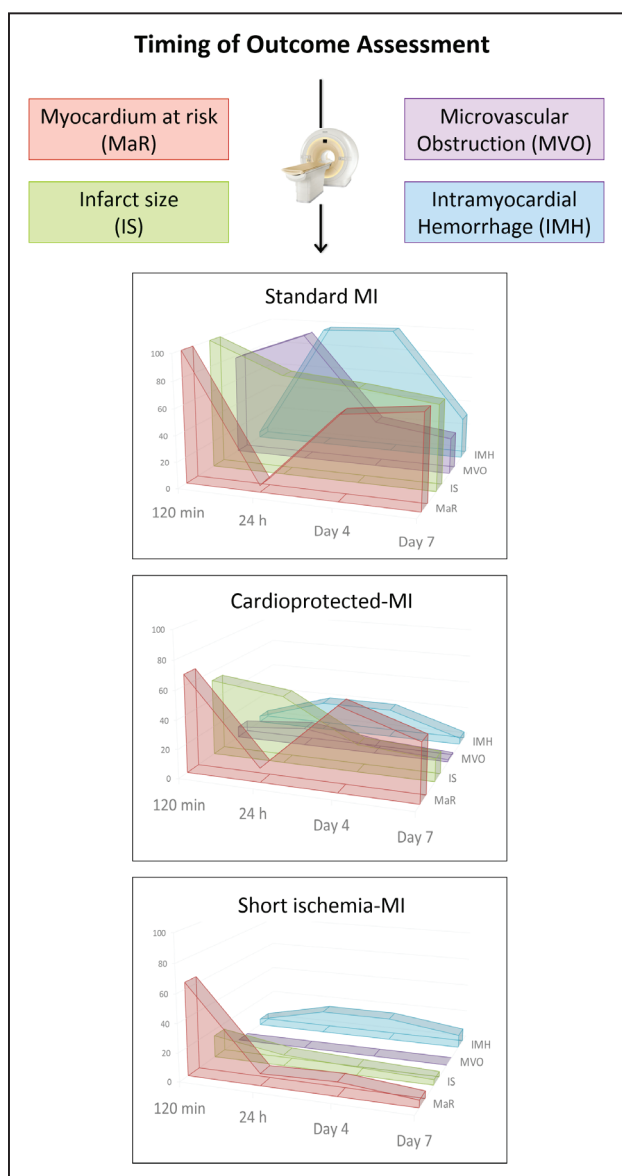 Timing of Outcome Assessment
Myocardium at risk
(MaR)
Microvascular
Obstruction (MVO)
Infarct size
(IS)
Intramyocardial
Hemorrhage (IMH)
Standard MI
100
80
60
40
20
0
120 min
24 h
Day 4
Day 7
IMH
MVO
IS
MaR
Cardioprotected-MI
100
80
60
40
20
0
120 min
24 h
Day 4
Day 7
IMH
MVO
IS
MaR
Short ischemia-MI
100
80
60
40
20
0
120 min
24 h
Day 4
Day 7
IMH
MVO
IS
MaR